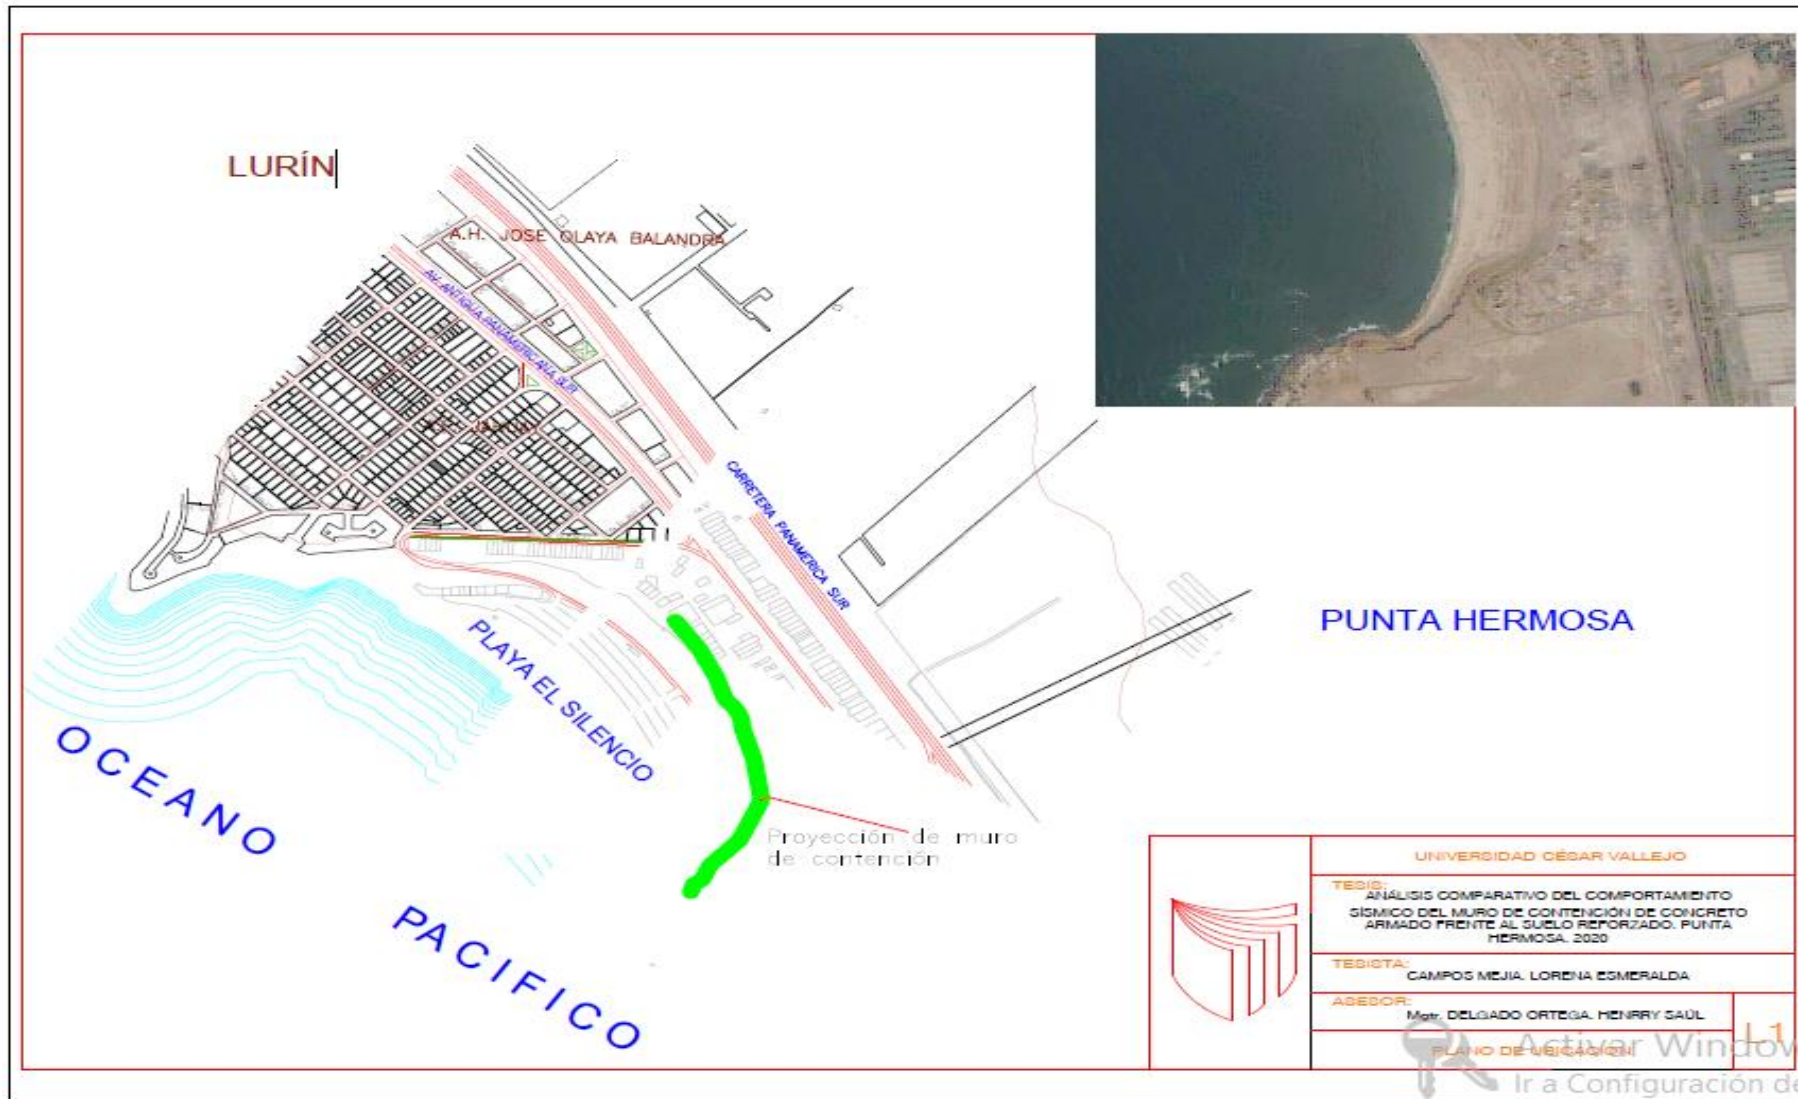 LURÍN
A.H. JOSE OLAYA BALANDRA
AV. ANTIGUA PANAMERICANA SUR
CARRETERA PANAMERICA SUR
PUNTA HERMOSA
PLAYA EL SILENCIO
OCEANO
PACIFICO
Proyección de muro
de contención
UNIVERSIDAD CÉSAR VALLEJO
TESIS:
ANÁLISIS COMPARATIVO DEL COMPORTAMIENTO
SÍSMICO DEL MURO DE CONTENCIÓN DE CONCRETO
ARMADO FRENTE AL SUELO REFORZADO. PUNTA
HERMOSA. 2020
TESISTA:
CAMPOS MEJIA. LORENA ESMERALDA
ASESOR:
Mgtr. DELGADO ORTEGA. HENRRY SAÚL
PLANO DE UBICACION
L1
Activar Window
Ir a Configuración de